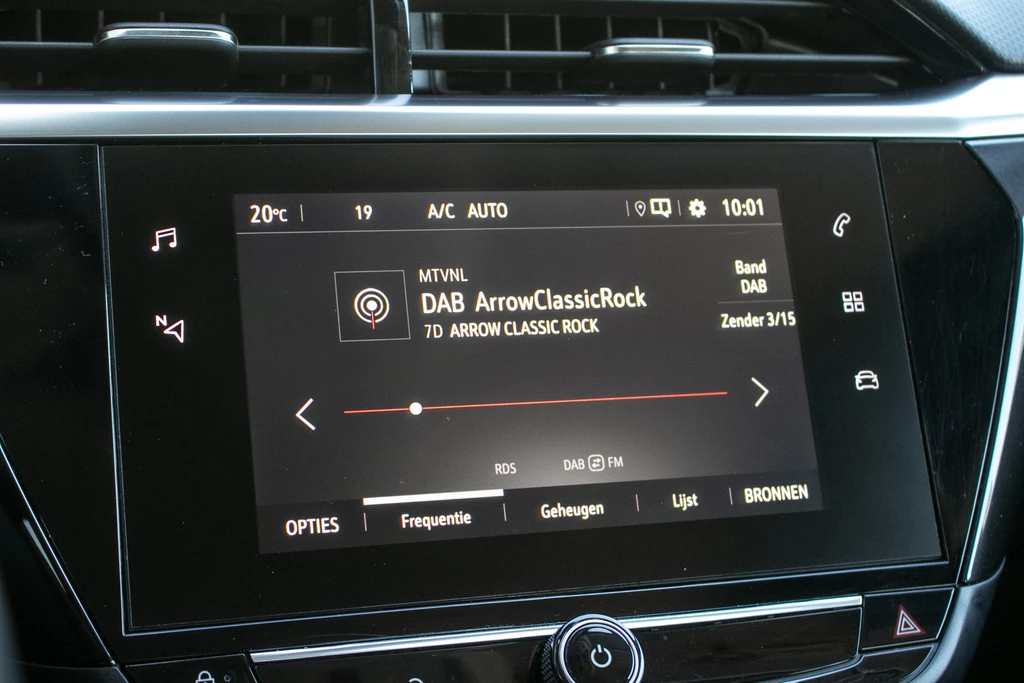 20°C 19 A/C AUTO 10:01
MTVNL
DAB ArrowClassicRock
7D ARROW CLASSIC ROCK
Band
DAB
Zender 3/15
N
RDS DAB FM
OPTIES Frequentie Geheugen Lijst BRONNEN